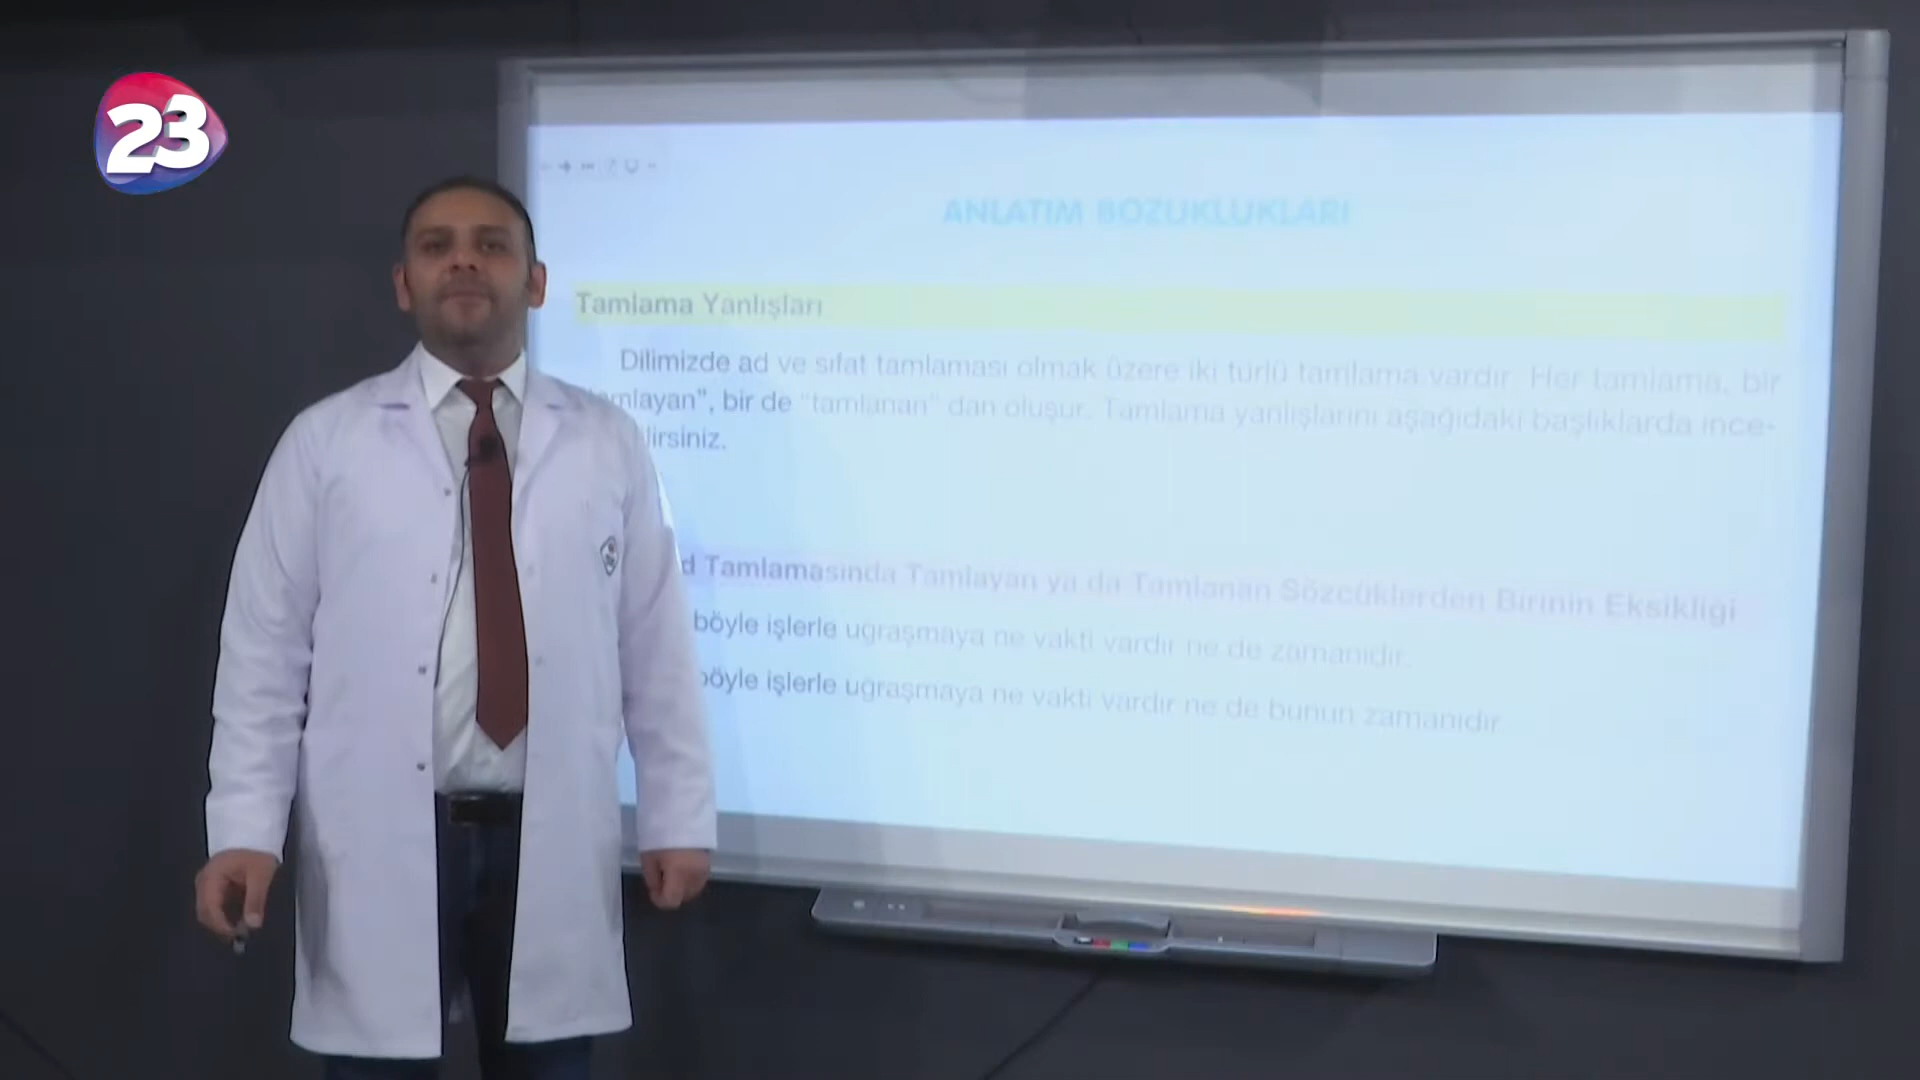 23
ANLATIM BOZUKLUKLARI
Tamlama Yanlışları
Dilimizde ad ve sıfat tamlaması olmak üzere iki türlü tamlama vardır. Her tamlama, bir
mlayan”, bir de “tamlanan” dan oluşur. Tamlama yanlışlarını aşağıdaki başlıklarda ince-
lirsiniz.
d Tamlamasında Tamlayan ya da Tamlanan Sözcüklerden Birinin Eksikliği
böyle işlerle uğraşmaya ne vakti vardır ne de zamanıdır.
böyle işlerle uğraşmaya ne vakti vardır ne de bunun zamanıdır.